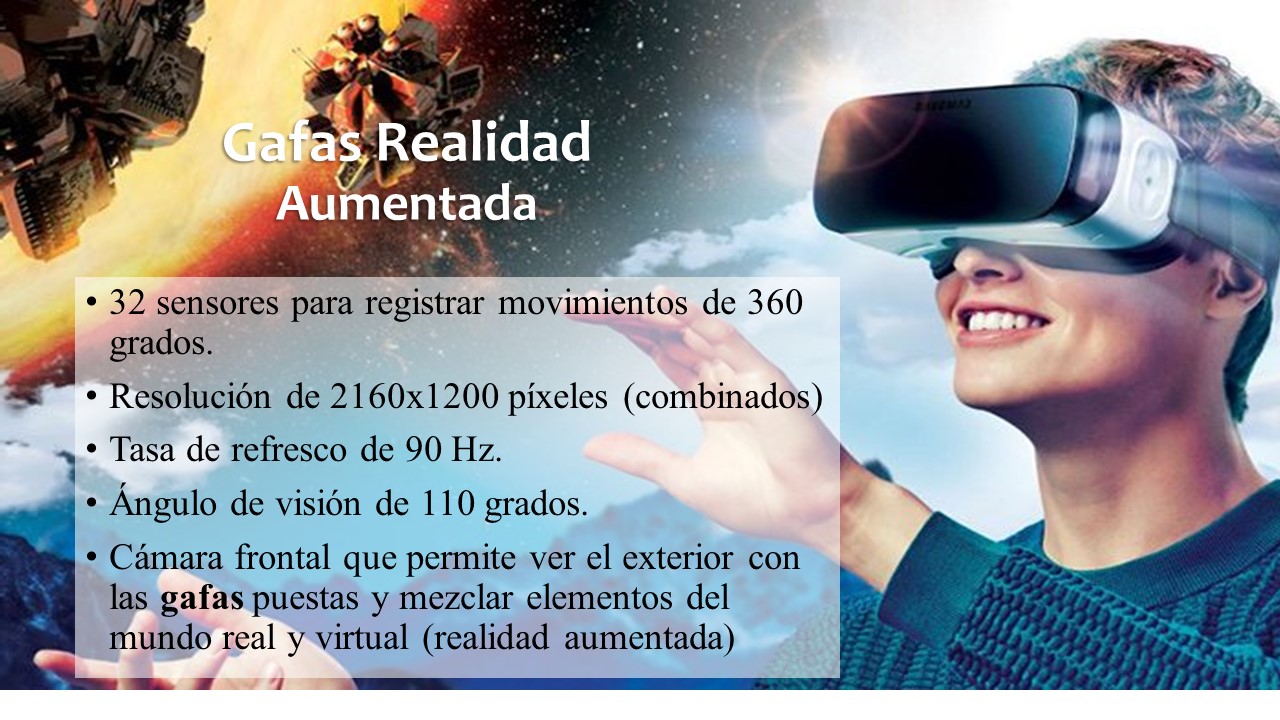 Gafas Realidad
Aumentada
SAMSUNG
• 32 sensores para registrar movimientos de 360
grados.
• Resolución de 2160x1200 píxeles (combinados)
• Tasa de refresco de 90 Hz.
• Ángulo de visión de 110 grados.
• Cámara frontal que permite ver el exterior con
las gafas puestas y mezclar elementos del
mundo real y virtual (realidad aumentada)